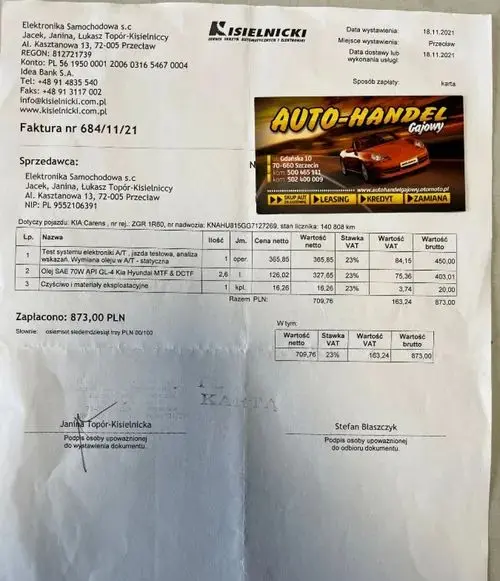 Elektronika Samochodowa s.c
Jacek, Janina, Łukasz Topór-Kisielniccy
Al. Kasztanowa 13, 72-005 Przecław
REGON: 812721739
Konto: PL 56 1950 0001 2006 0316 5467 0004
Idea Bank S.A.
Tel: +48 91 4835 540
Faks: +48 91 3117 002
info@kisielnicki.com.pl
www.kisielnicki.com.pl
KISIELNICKI
SERWIS SKRZYŃ AUTOMATYCZNYCH I ELEKTRONIKI
Data wystawienia: 18.11.2021
Miejsce wystawienia: Przecław
Data dostawy lub wykonania usługi: 18.11.2021
Sposób zapłaty: karta
Faktura nr 684/11/21
AUTO-HANDEL
Gajowy
ul. Gdańska 10
70-660 Szczecin
kom. 500 465 141
kom. 502 400 009
www.autohandelgajowy.otomoto.pl
SKUP AUT
ZA GOTÓWKĘ
LEASING
KREDYT
ZAMIANA
Sprzedawca:
N
Elektronika Samochodowa s.c
Jacek, Janina, Łukasz Topór-Kisielniccy
Al. Kasztanowa 13, 72-005 Przecław
NIP: PL 9552106391
Dotyczy pojazdu: KIA Carens , nr rej.: ZGR 1R60, nr nadwozia: KNAHU815GG7127269, stan licznika: 140 808 km
Lp. Nazwa Ilość Jm. Cena netto Wartość netto Stawka VAT Wartość VAT Wartość brutto
1 Test systemu elektroniki A/T , jazda testowa, analiza wskazań. Wymiana oleju w A/T - statyczna 1 oper. 365,85 365,85 23% 84,15 450,00
2 Olej SAE 70W API GL-4 Kia Hyundai MTF & DCTF 2,6 l. 126,02 327,65 23% 75,36 403,01
3 Czyściwo i materiały eksploatacyjne 1 kpl. 16,26 16,26 23% 3,74 20,00
Razem PLN: 709,76 163,24 873,00
Zapłacono: 873,00 PLN
Słownie: osiemset siedemdziesiąt trzy PLN 00/100
W tym:
Wartość netto Stawka VAT Wartość VAT Wartość brutto
709,76 23% 163,24 873,00
KARTA
Janina Topór-Kisielnicka
Podpis osoby upoważnionej
do wystawienia dokumentu.
Stefan Błaszczyk
Podpis osoby upoważnionej
do odbioru dokumentu.